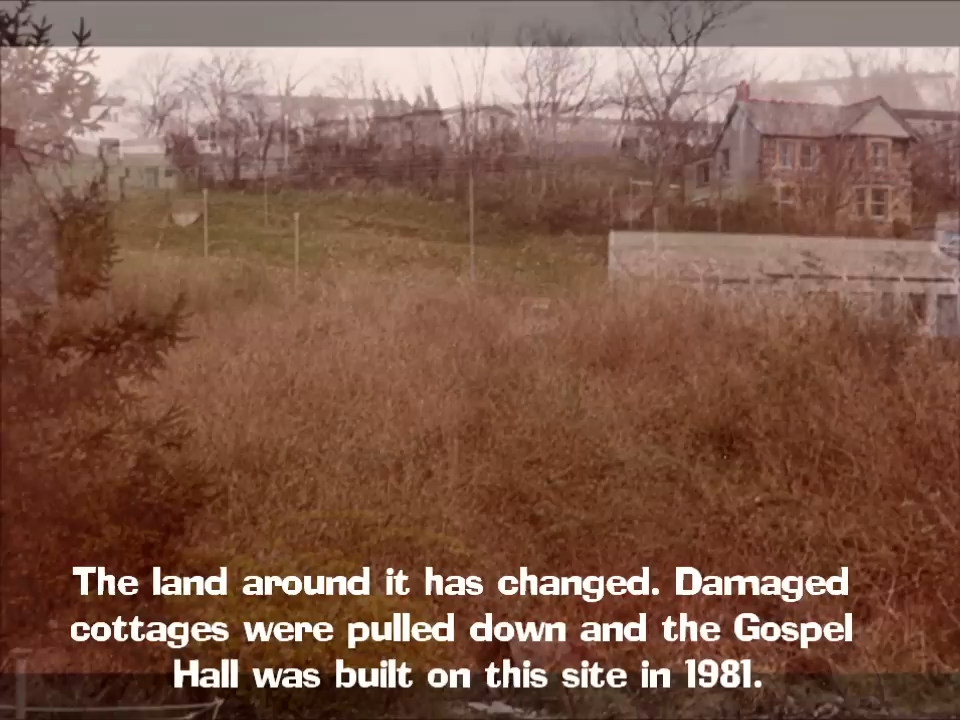 The land around it has changed. Damaged
cottages were pulled down and the Gospel
Hall was built on this site in 1981.